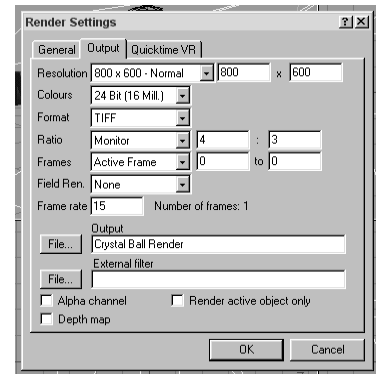 Render Settings ? X
General Output Quicktime VR
Resolution 800 x 600 - Normal 800 x 600
Colours 24 Bit (16 Mill.)
Format TIFF
Ratio Monitor 4 : 3
Frames Active Frame 0 to 0
Field Ren. None
Frame rate 15 Number of frames: 1
Output
File... Crystal Ball Render
External filter
File...
Alpha channel Render active object only
Depth map
OK Cancel